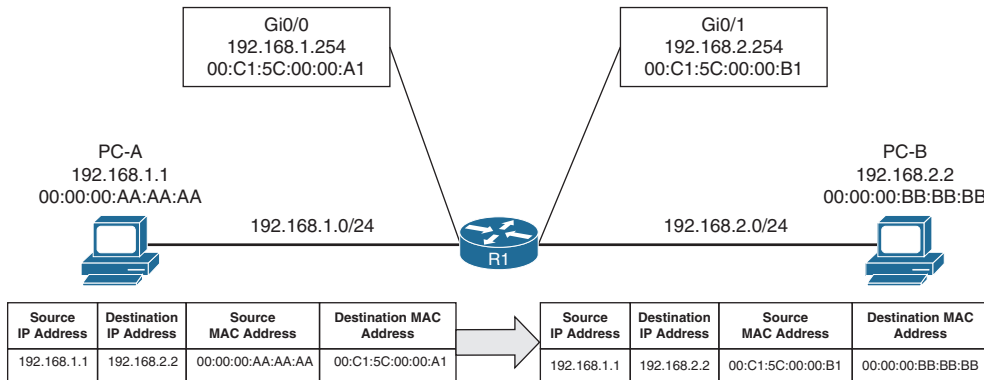 Gi0/0
192.168.1.254
00:C1:5C:00:00:A1
Gi0/1
192.168.2.254
00:C1:5C:00:00:B1
PC-A
192.168.1.1
00:00:00:AA:AA:AA
PC-B
192.168.2.2
00:00:00:BB:BB:BB
192.168.1.0/24
192.168.2.0/24
R1
Source IP Address Destination IP Address Source MAC Address Destination MAC Address
192.168.1.1 192.168.2.2 00:00:00:AA:AA:AA 00:C1:5C:00:00:A1
Source IP Address Destination IP Address Source MAC Address Destination MAC Address
192.168.1.1 192.168.2.2 00:C1:5C:00:00:B1 00:00:00:BB:BB:BB